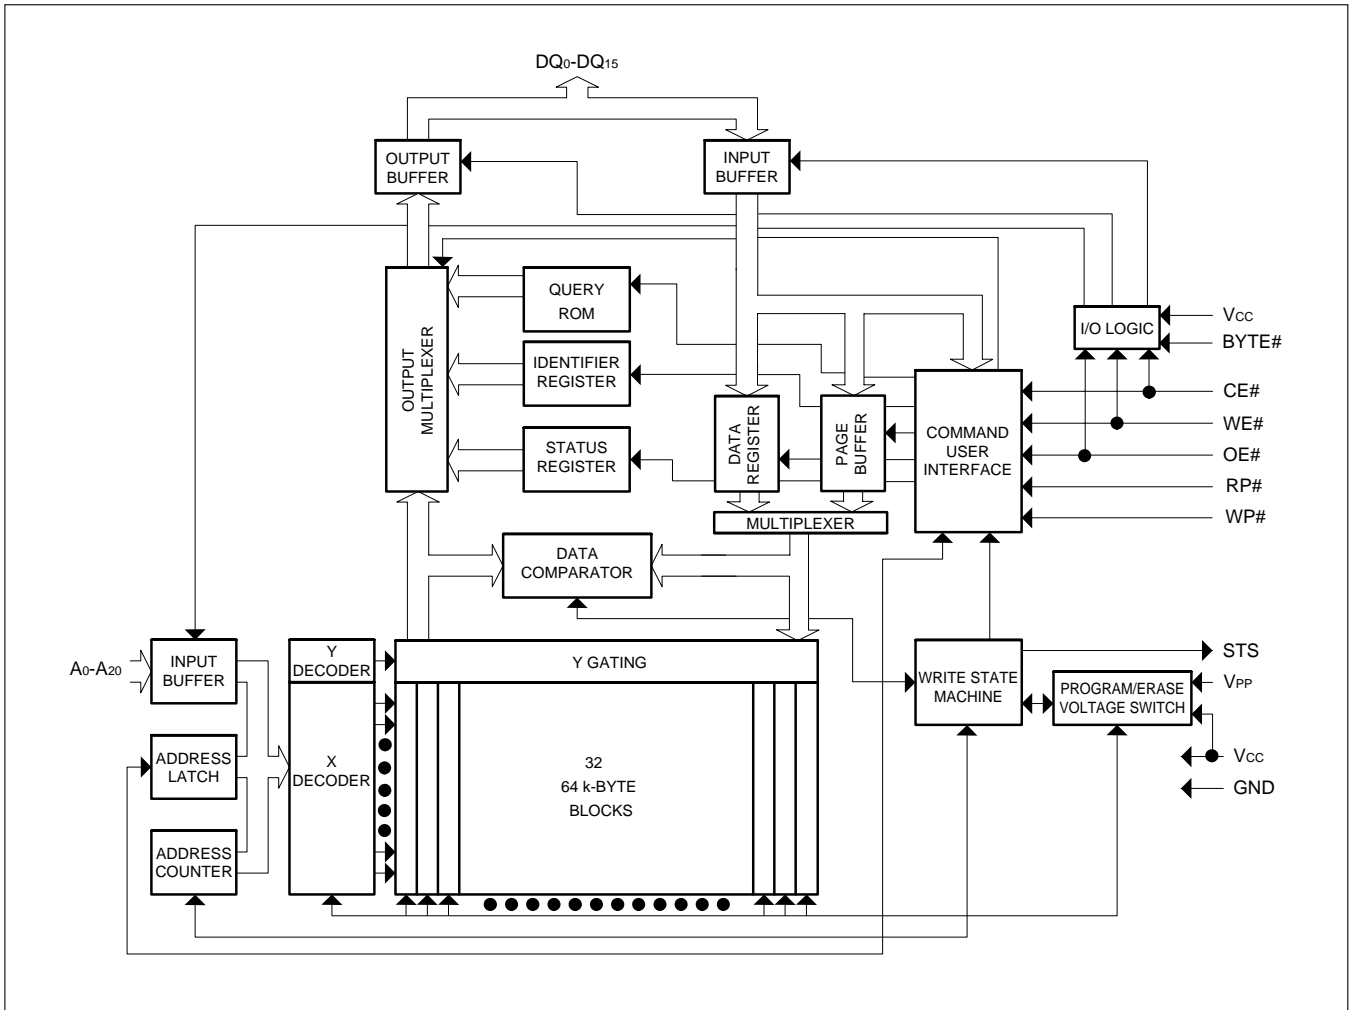 DQ0-DQ15
OUTPUT
BUFFER
INPUT
BUFFER
OUTPUT
MULTIPLEXER
QUERY
ROM
IDENTIFIER
REGISTER
STATUS
REGISTER
DATA
REGISTER
PAGE
BUFFER
MULTIPLEXER
DATA
COMPARATOR
COMMAND
USER
INTERFACE
I/O LOGIC
VCC
BYTE#
CE#
WE#
OE#
RP#
WP#
A0-A20
INPUT
BUFFER
ADDRESS
LATCH
ADDRESS
COUNTER
Y
DECODER
X
DECODER
Y GATING
32
64 k-BYTE
BLOCKS
WRITE STATE
MACHINE
PROGRAM/ERASE
VOLTAGE SWITCH
STS
VPP
VCC
GND